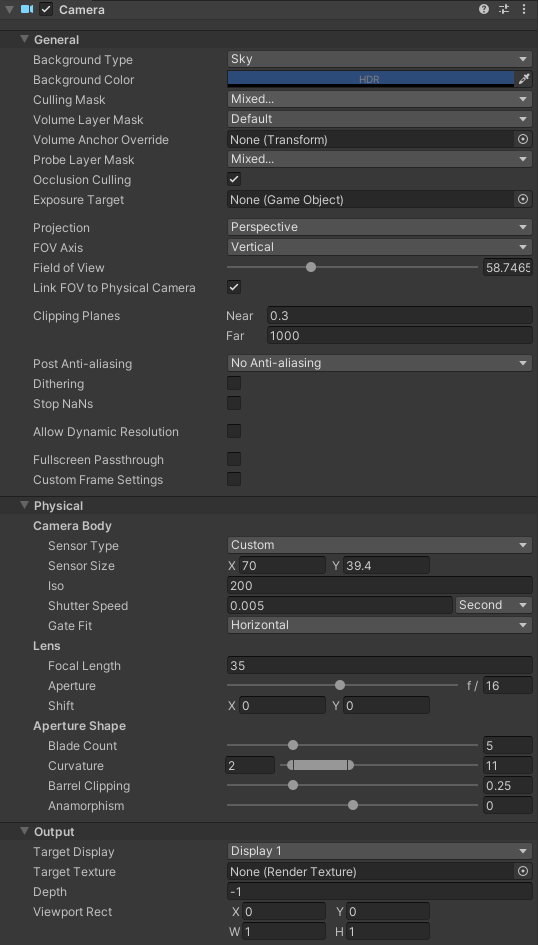 Camera
General
Background Type Sky
Background Color HDR
Culling Mask Mixed...
Volume Layer Mask Default
Volume Anchor Override None (Transform)
Probe Layer Mask Mixed...
Occlusion Culling
Exposure Target None (Game Object)
Projection Perspective
FOV Axis Vertical
Field of View 58.7465
Link FOV to Physical Camera
Clipping Planes Near 0.3
Far 1000
Post Anti-aliasing No Anti-aliasing
Dithering
Stop NaNs
Allow Dynamic Resolution
Fullscreen Passthrough
Custom Frame Settings
Physical
Camera Body
Sensor Type Custom
Sensor Size X 70 Y 39.4
Iso 200
Shutter Speed 0.005 Second
Gate Fit Horizontal
Lens
Focal Length 35
Aperture f / 16
Shift X 0 Y 0
Aperture Shape
Blade Count 5
Curvature 2 11
Barrel Clipping 0.25
Anamorphism 0
Output
Target Display Display 1
Target Texture None (Render Texture)
Depth -1
Viewport Rect X 0 Y 0
W 1 H 1